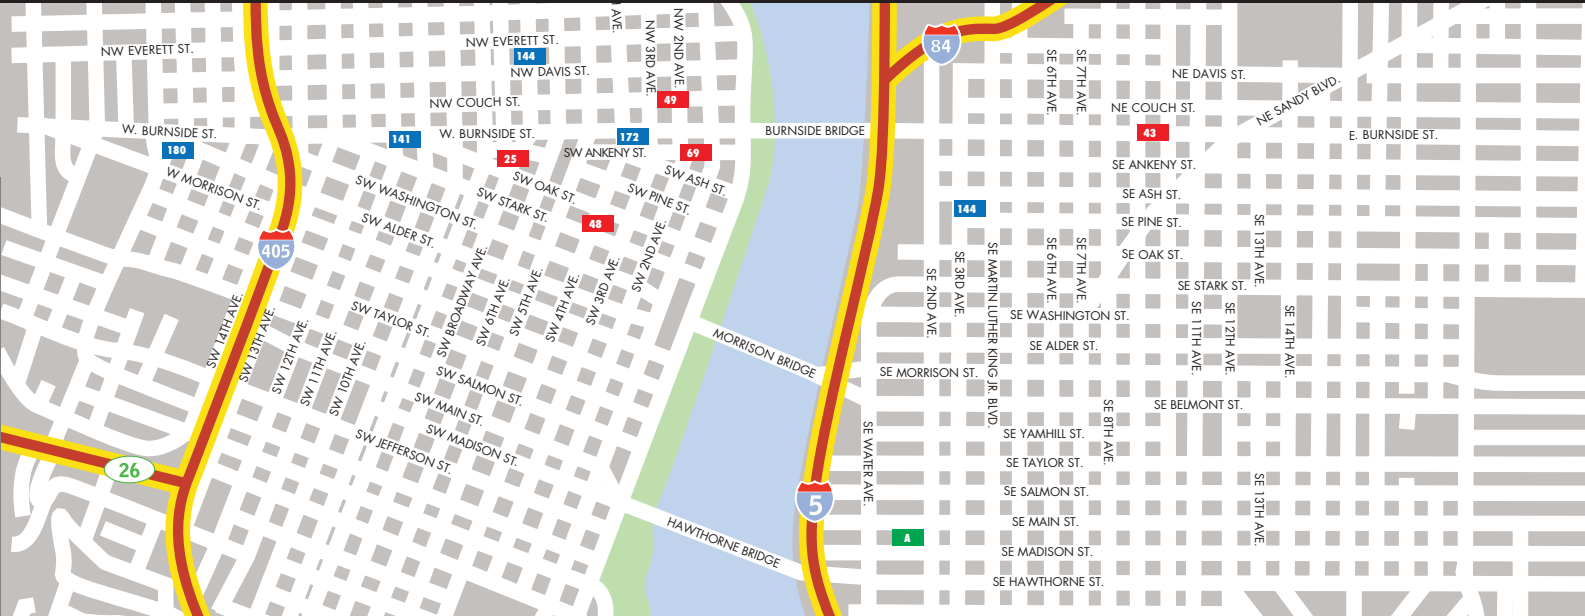 NW EVERETT ST.
NW EVERETT ST.
144
NW DAVIS ST.
AVE.
NW 3RD AVE.
NW 2ND AVE.
49
NW COUCH ST.
W. BURNSIDE ST.
180
141
W. BURNSIDE ST.
172
SW ANKENY ST.
69
25
SW OAK ST.
SW ASH ST.
SW PINE ST.
SW STARK ST.
48
W MORRISON ST.
SW WASHINGTON ST.
SW ALDER ST.
405
SW 14TH AVE.
SW 13TH AVE.
SW 12TH AVE.
SW 11TH AVE.
SW 10TH AVE.
SW TAYLOR ST.
SW BROADWAY AVE.
SW 6TH AVE.
SW 5TH AVE.
SW 4TH AVE.
SW 3RD AVE.
SW 2ND AVE.
SW SALMON ST.
SW MAIN ST.
SW MADISON ST.
SW JEFFERSON ST.
26
BURNSIDE BRIDGE
MORRISON BRIDGE
HAWTHORNE BRIDGE
84
5
SE 6TH AVE.
SE 7TH AVE.
NE DAVIS ST.
NE COUCH ST.
NE SANDY BLVD.
43
E. BURNSIDE ST.
SE ANKENY ST.
SE ASH ST.
144
SE PINE ST.
SE OAK ST.
SE STARK ST.
SE 13TH AVE.
SE 2ND AVE.
SE 3RD AVE.
SE MARTIN LUTHER KING JR. BLVD.
SE 6TH AVE.
SE 7TH AVE.
SE WASHINGTON ST.
SE ALDER ST.
SE 11TH AVE.
SE 12TH AVE.
SE 14TH AVE.
SE MORRISON ST.
SE BELMONT ST.
SE 8TH AVE.
SE WATER AVE.
SE YAMHILL ST.
SE TAYLOR ST.
SE SALMON ST.
SE 13TH AVE.
SE MAIN ST.
A
SE MADISON ST.
SE HAWTHORNE ST.